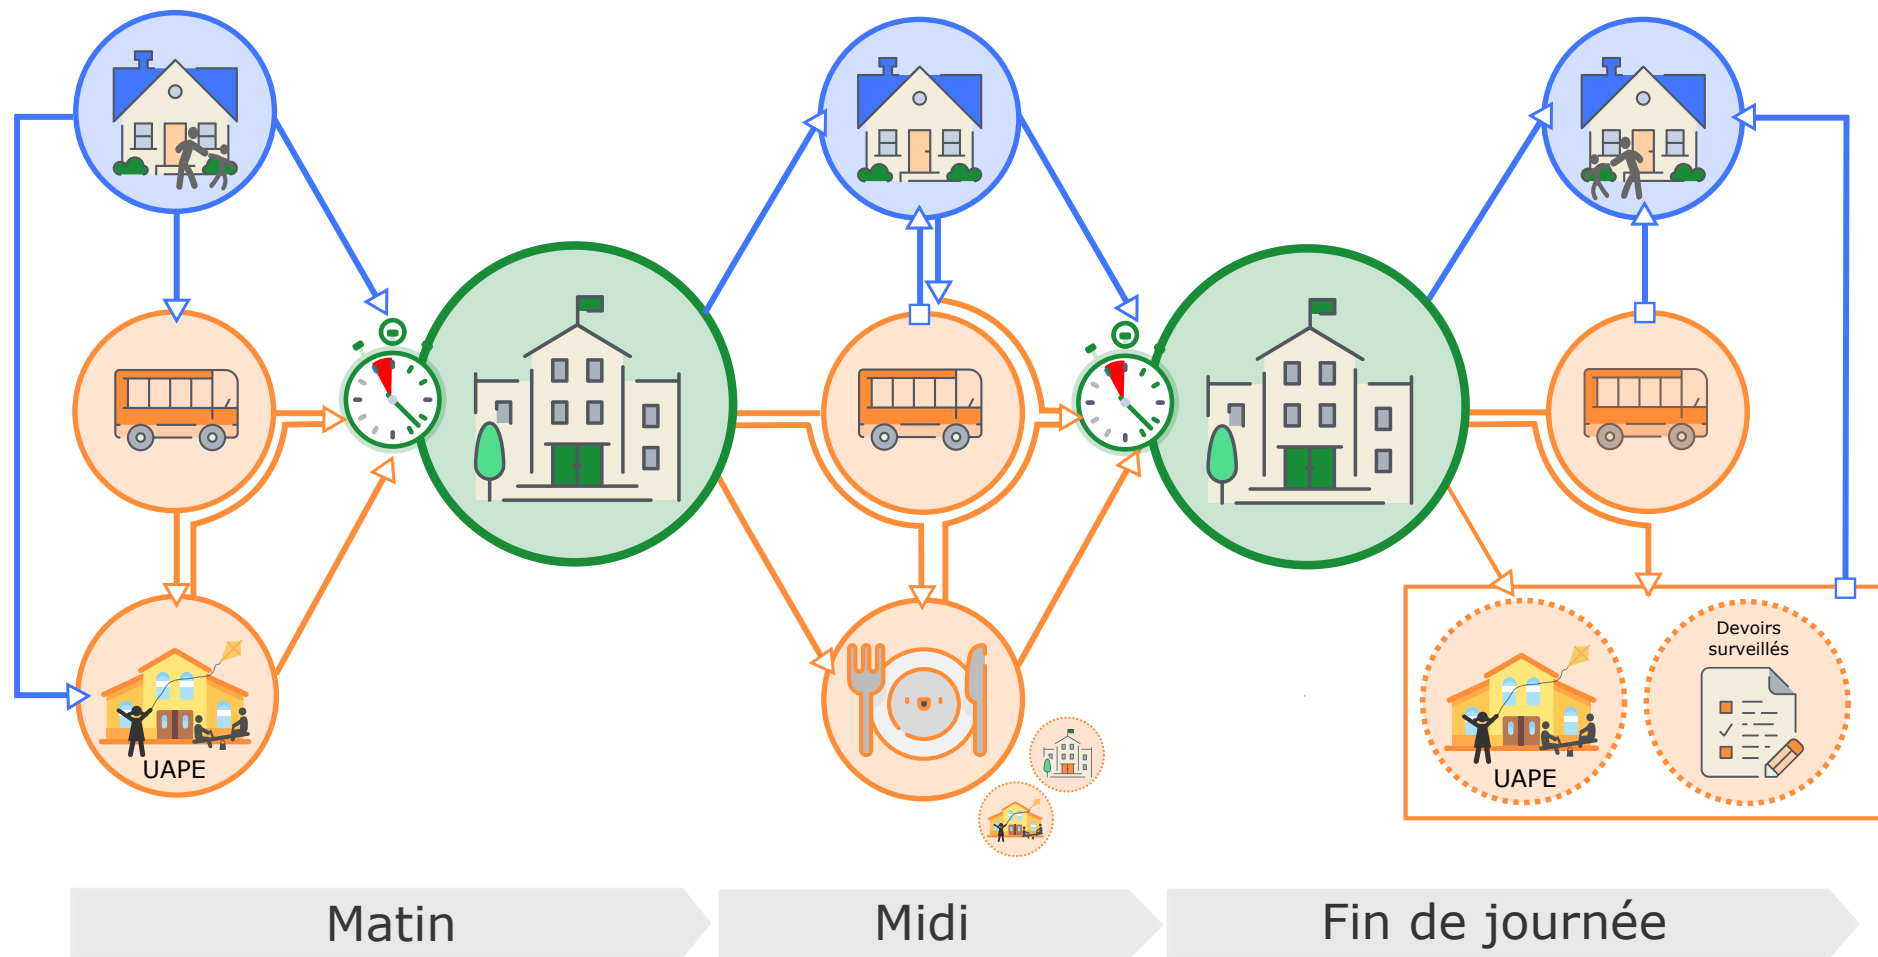 Devoirs
surveillés
UAPE
UAPE
Matin
Midi
Fin de journée